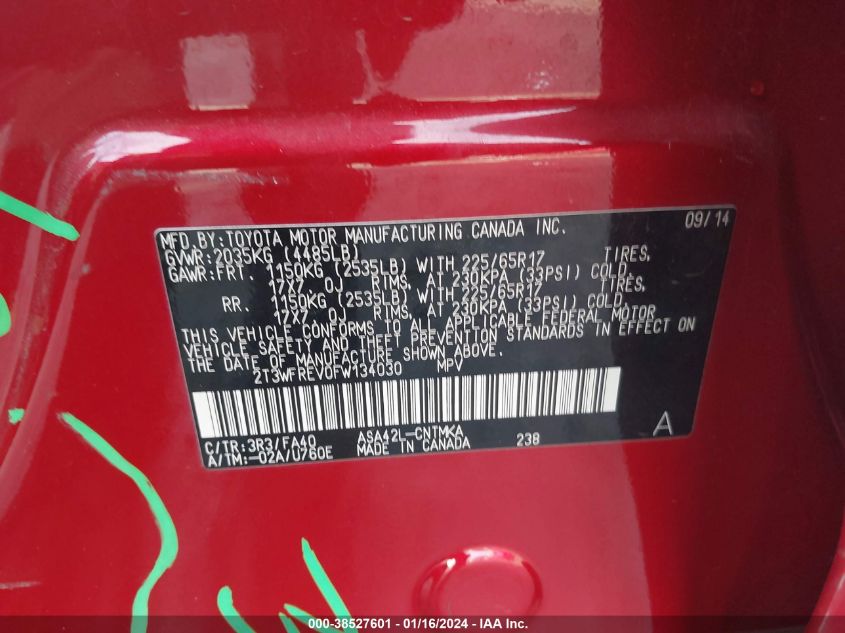 MFD. BY: TOYOTA MOTOR MANUFACTURING CANADA INC. 09/14
GVWR: 2035KG (4485LB)
GAWR: FRT. 1150KG (2535LB) WITH 225/65R17 TIRES,
17X7.0J RIMS, AT 230KPA (33PSI) COLD.
RR. 1150KG (2535LB) WITH 225/65R17 TIRES,
17X7.0J RIMS, AT 230KPA (33PSI) COLD.
THIS VEHICLE CONFORMS TO ALL APPLICABLE FEDERAL MOTOR
VEHICLE SAFETY AND THEFT PREVENTION STANDARDS IN EFFECT ON
THE DATE OF MANUFACTURE SHOWN ABOVE.
2T3WFREV0FW134030 MPV
C/TR: 3R3/FA40 ASA42L-CNTMKA 238 A
A/TM: -02A/U760E MADE IN CANADA
000-38527601 - 01/16/2024 - IAA Inc.